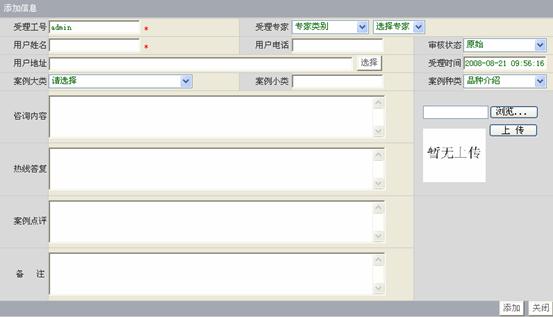 添加信息
受理工号 admin * 受理专家 专家类别 选择专家
用户姓名 * 用户电话 审核状态 原始
用户地址 选择 受理时间 2008-08-21 09:56:16
案例大类 请选择 案例小类 案例种类 品种介绍
咨询内容
浏览...
上 传
暂无上传
热线答复
案例点评
备 注
添加 关闭